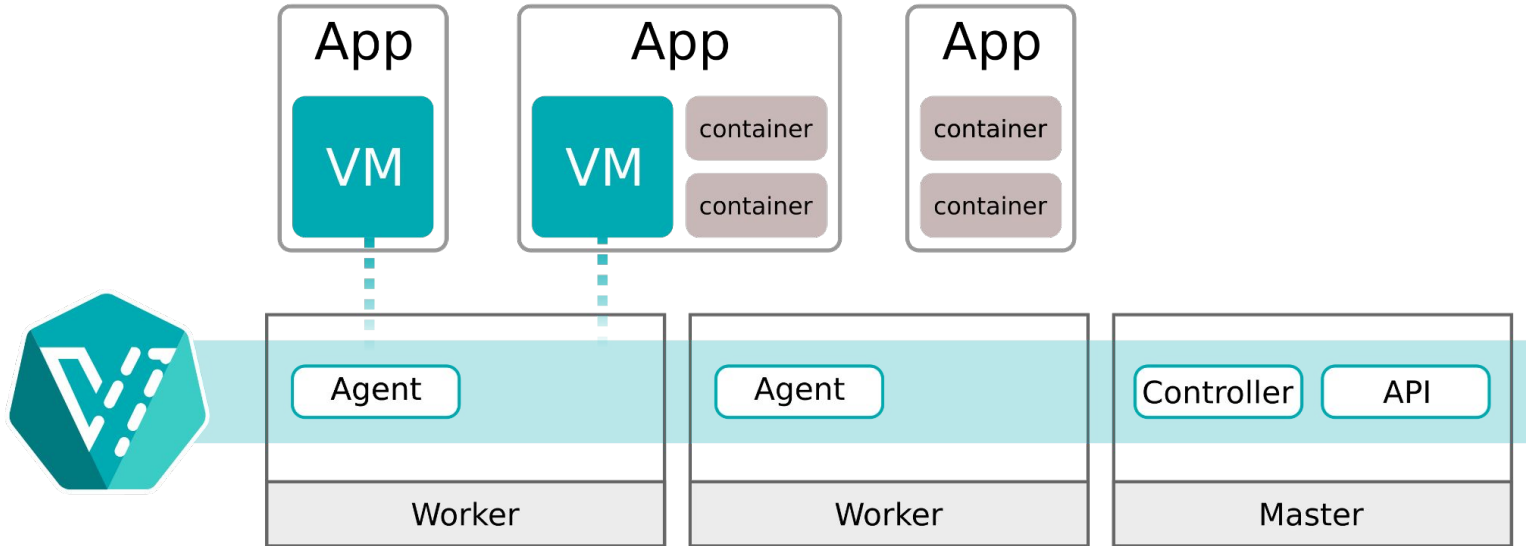 App
App
App
VM
VM
container
container
container
container
Agent
Agent
Controller
API
Worker
Worker
Master